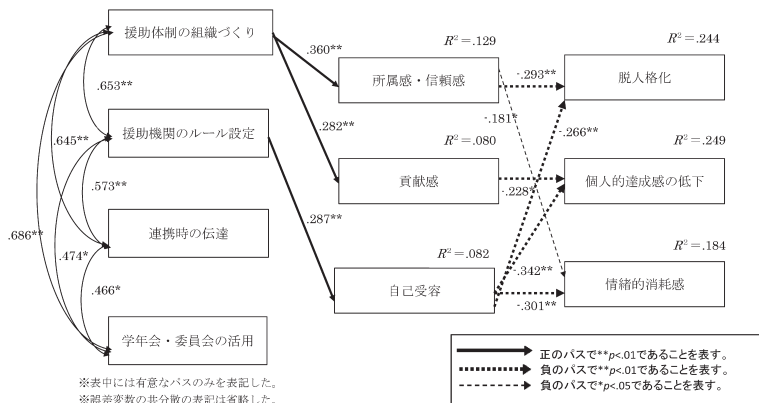 援助体制の組織づくり
援助機関のルール設定
連携時の伝達
学年会・委員会の活用
.653**
.645**
.573**
.686**
.474*
.466*
.360**
.282**
.287**
R²=.129
所属感・信頼感
R²=.080
貢献感
R²=.082
自己受容
-.293**
-.181*
-.266**
-.228*
-.342**
-.301**
R²=.244
脱人格化
R²=.249
個人的達成感の低下
R²=.184
情緒的消耗感
正のパスで**p<.01であることを表す。
負のパスで**p<.01であることを表す。
負のパスで*p<.05であることを表す。
※表中には有意なパスのみを表記した。
※誤差変数の共分散の表記は省略した。